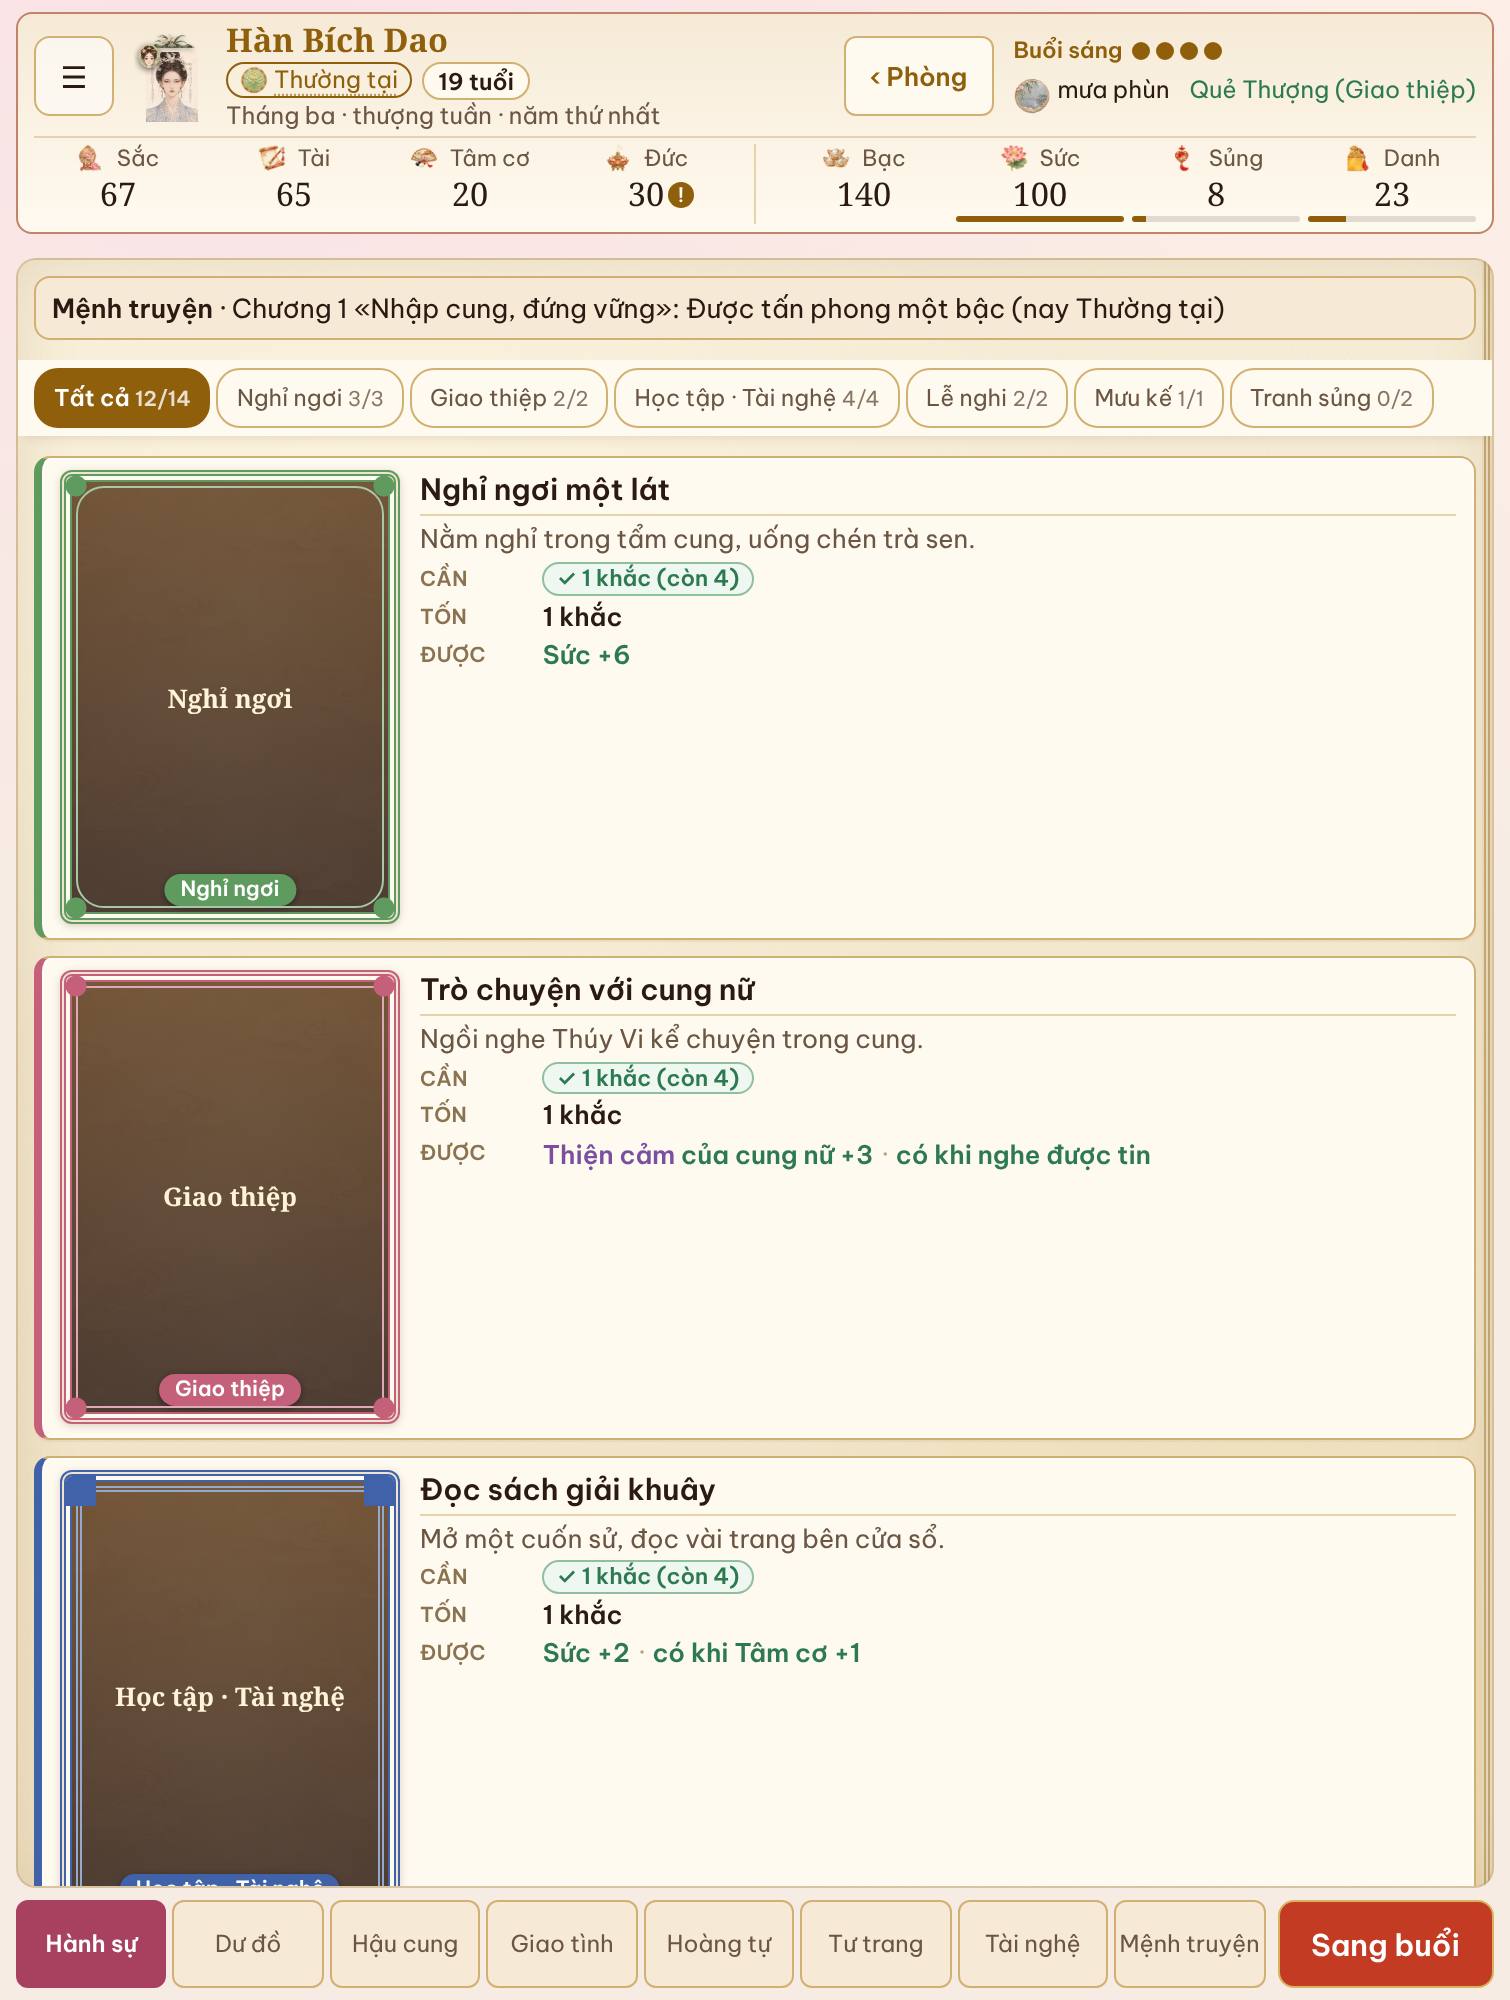 ☰
Hàn Bích Dao
Thường tại
19 tuổi
Tháng ba · thượng tuần · năm thứ nhất
‹ Phòng
Buổi sáng
mưa phùn Quẻ Thượng (Giao thiệp)
Sắc Tài Tâm cơ Đức Bạc Sức Sủng Danh
67 65 20 30 ! 140 100 8 23
Mệnh truyện · Chương 1 «Nhập cung, đứng vững»: Được tấn phong một bậc (nay Thường tại)
Tất cả 12/14 Nghỉ ngơi 3/3 Giao thiệp 2/2 Học tập · Tài nghệ 4/4 Lễ nghi 2/2 Mưu kế 1/1 Tranh sủng 0/2
Nghỉ ngơi
Nghỉ ngơi
Nghỉ ngơi một lát
Nằm nghỉ trong tẩm cung, uống chén trà sen.
CẦN ✓ 1 khắc (còn 4)
TỐN 1 khắc
ĐƯỢC Sức +6
Giao thiệp
Giao thiệp
Trò chuyện với cung nữ
Ngồi nghe Thúy Vi kể chuyện trong cung.
CẦN ✓ 1 khắc (còn 4)
TỐN 1 khắc
ĐƯỢC Thiện cảm của cung nữ +3 · có khi nghe được tin
Học tập · Tài nghệ
Học tập · Tài nghệ
Đọc sách giải khuây
Mở một cuốn sử, đọc vài trang bên cửa sổ.
CẦN ✓ 1 khắc (còn 4)
TỐN 1 khắc
ĐƯỢC Sức +2 · có khi Tâm cơ +1
Hành sự Dư đồ Hậu cung Giao tình Hoàng tự Tư trang Tài nghệ Mệnh truyện Sang buổi